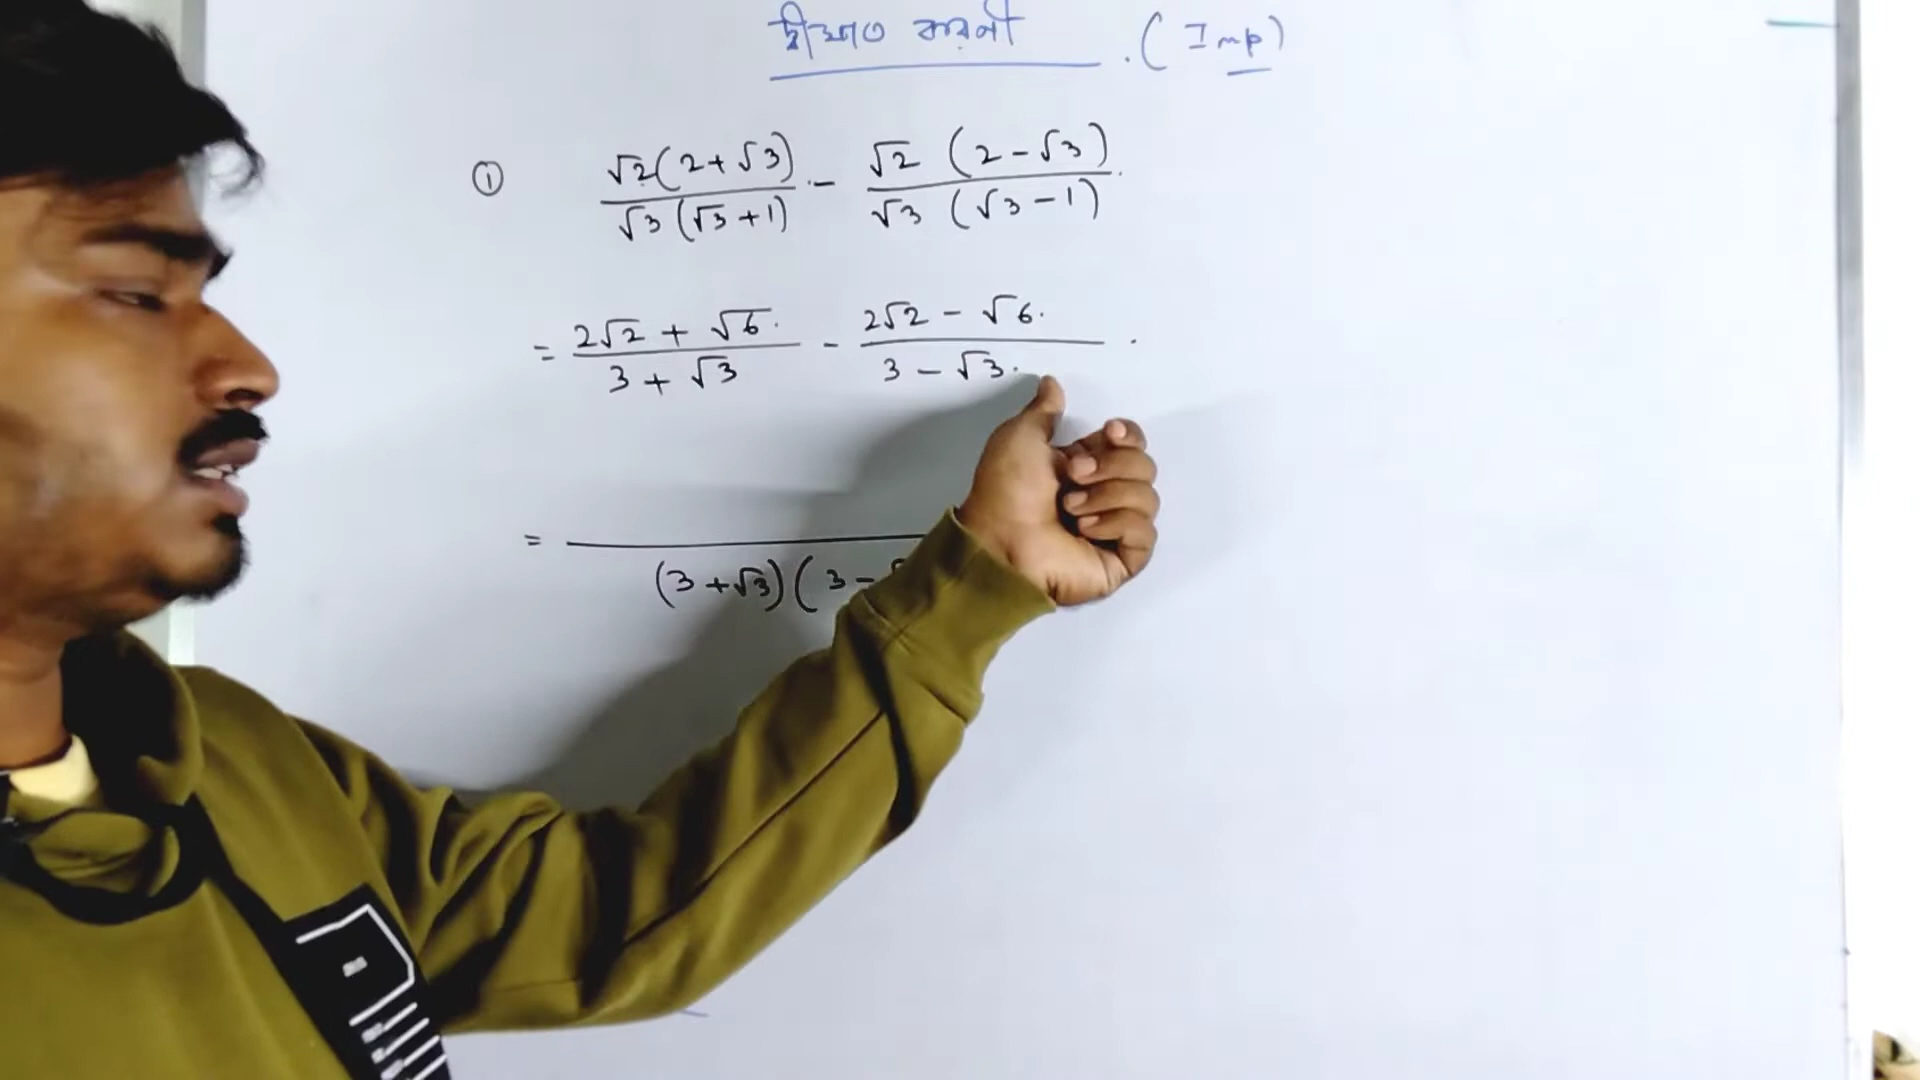 দ্বীঘাত করণী . (Imp)
① √2(2+√3) / √3(√3+1) - √2 (2-√3) / √3 (√3-1)
= 2√2 + √6 / 3 + √3 - 2√2 - √6 / 3 - √3
= / (3+√3)(3-